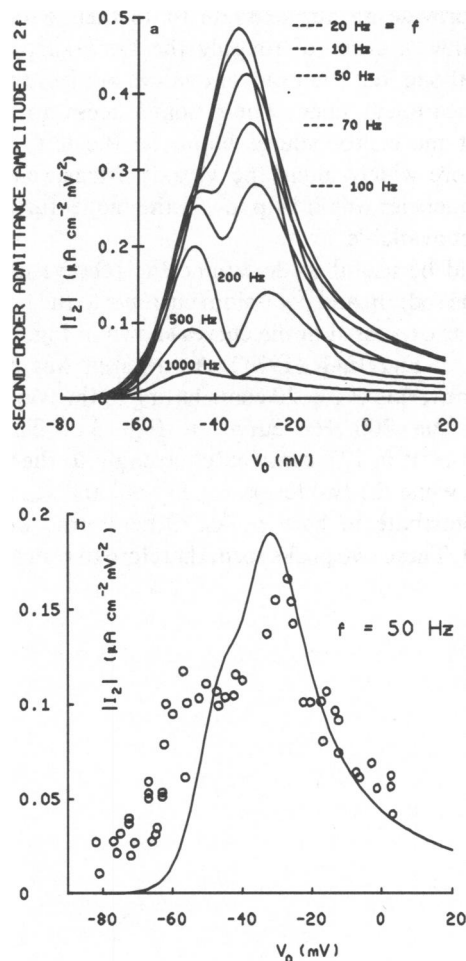 SECOND-ORDER ADMITTANCE AMPLITUDE AT 2f
|I₂| (μA cm⁻² mV⁻²)
0.5
0.4
0.3
0.2
0.1
a
---- 20 Hz = f
---- 10 Hz
---- 50 Hz
---- 70 Hz
---- 100 Hz
200 Hz
500 Hz
1000 Hz
-80 -60 -40 -20 0 20
V₀ (mV)
b
|I₂| (μA cm⁻² mV⁻²)
0.2
0.15
0.1
0.05
0
f = 50 Hz
-80 -60 -40 -20 0 20
V₀ (mV)